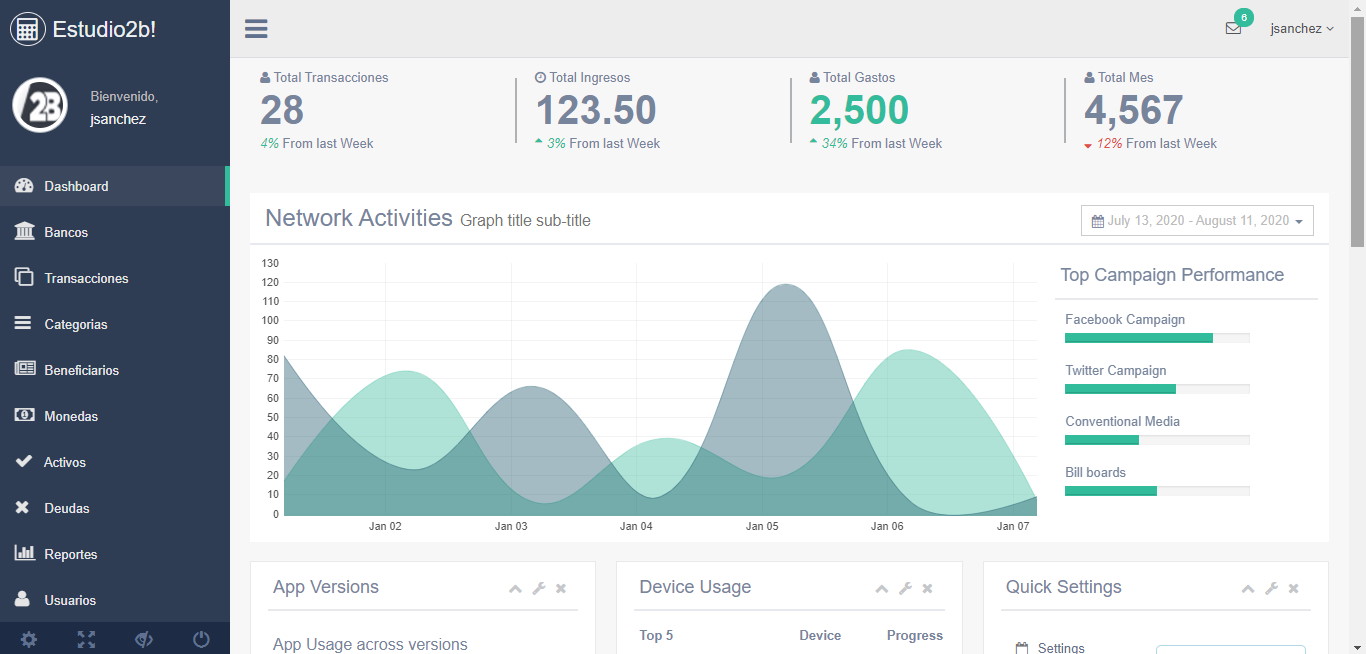 Estudio2b!
6
jsanchez
2B
Bienvenido,
jsanchez
Dashboard
Bancos
Transacciones
Categorias
Beneficiarios
Monedas
Activos
Deudas
Reportes
Usuarios
Total Transacciones
28
4% From last Week
Total Ingresos
123.50
3% From last Week
Total Gastos
2,500
34% From last Week
Total Mes
4,567
12% From last Week
Network Activities Graph title sub-title
July 13, 2020 - August 11, 2020
130
120
110
100
90
80
70
60
50
40
30
20
10
0
Jan 02 Jan 03 Jan 04 Jan 05 Jan 06 Jan 07
Top Campaign Performance
Facebook Campaign
Twitter Campaign
Conventional Media
Bill boards
App Versions
App Usage across versions
Device Usage
Top 5 Device Progress
Quick Settings
Settings